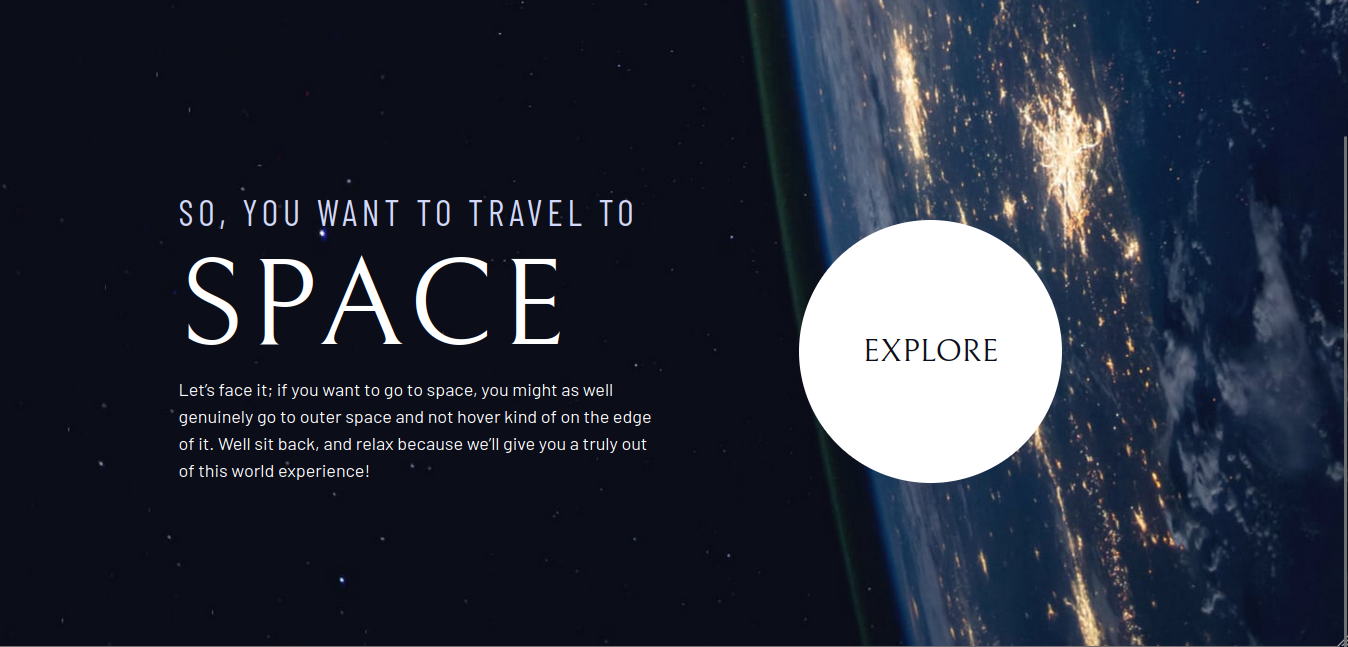 SO, YOU WANT TO TRAVEL TO
SPACE
Let’s face it; if you want to go to space, you might as well
genuinely go to outer space and not hover kind of on the edge
of it. Well sit back, and relax because we’ll give you a truly out
of this world experience!
EXPLORE